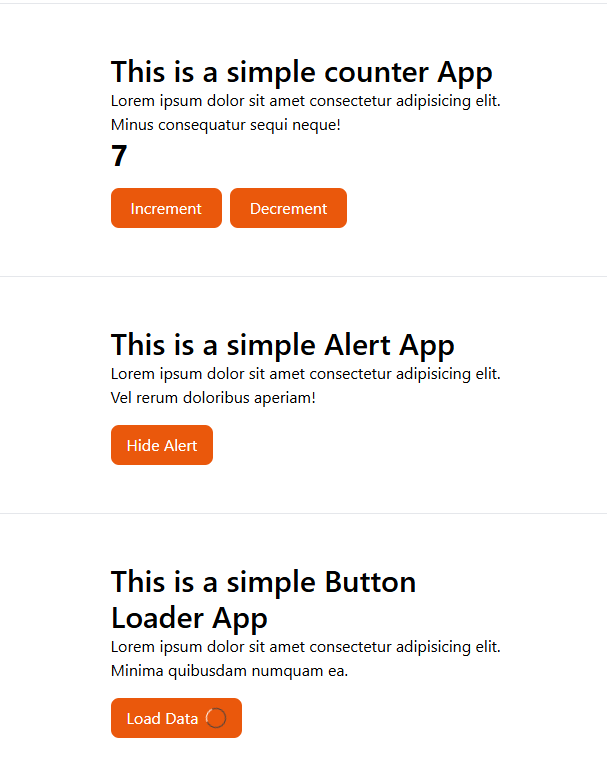 This is a simple counter App
Lorem ipsum dolor sit amet consectetur adipisicing elit.
Minus consequatur sequi neque!
7
Increment Decrement
This is a simple Alert App
Lorem ipsum dolor sit amet consectetur adipisicing elit.
Vel rerum doloribus aperiam!
Hide Alert
This is a simple Button
Loader App
Lorem ipsum dolor sit amet consectetur adipisicing elit.
Minima quibusdam numquam ea.
Load Data